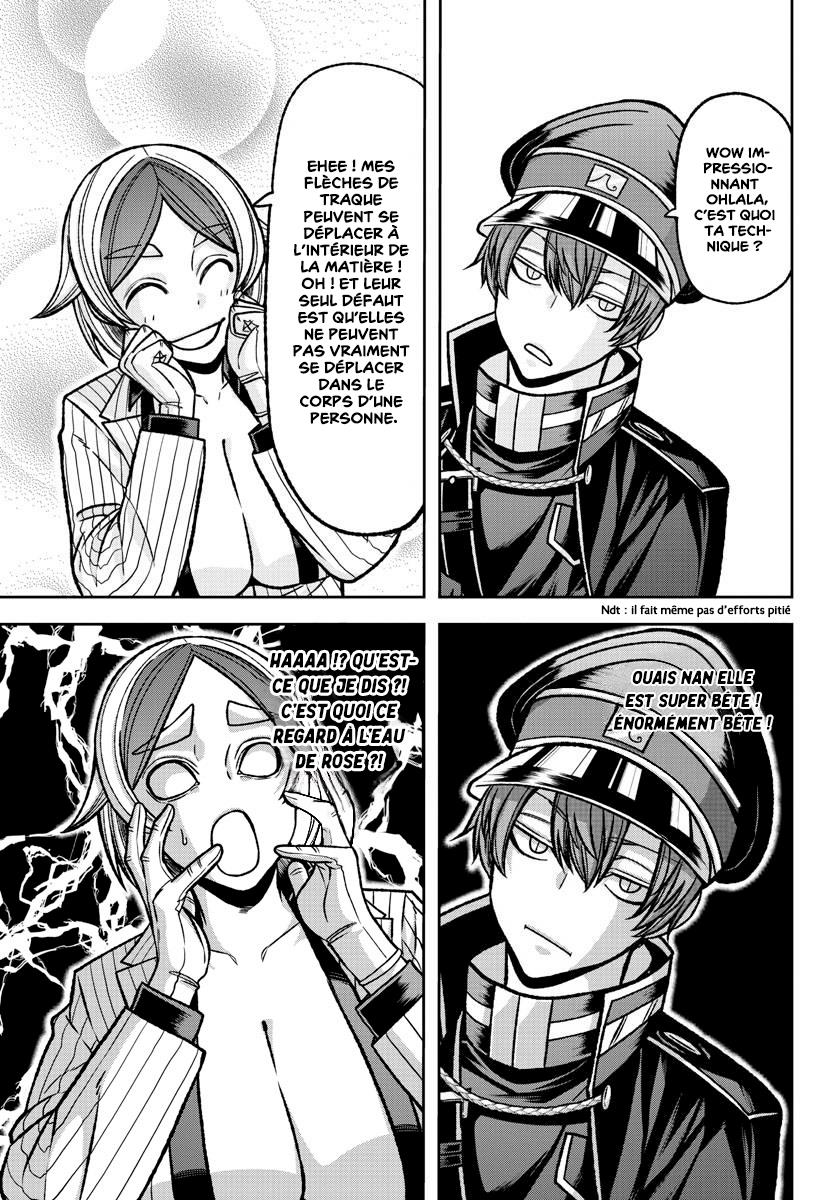 WOW IM-
PRESSIO-
NNANT
OHLALA,
C'EST QUOI
TA TECH-
NIQUE ?
EHEE ! MES
FLÈCHES DE
TRAQUE
PEUVENT SE
DÉPLACER À
L'INTÉRIEUR DE
LA MATIÈRE !
OH ! ET LEUR
SEUL DÉFAUT
EST QU'ELLES
NE PEUVENT
PAS VRAIMENT
SE DÉPLACER
DANS LE
CORPS D'UNE
PERSONNE.
Ndt : il fait même pas d'efforts pitié
OUAIS NAN ELLE
EST SUPER BÊTE !
ÉNORMÉMENT BÊTE !
HAAAA !? QU'EST-
CE QUE JE DIS ?!
C'EST QUOI CE
REGARD À L'EAU
DE ROSE ?!